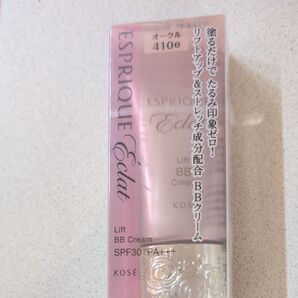 オークル
410e
塗るだけで たるみ印象ゼロ!
リフトアップ&ストレッチ成分配合 BBクリーム
ESPRIQUE
Éclat
Lift
BB Cream
SPF30/PA+++
KOSÉ
ESPRIQUE
Éclat
Lift
BB
Cream
KOSÉ